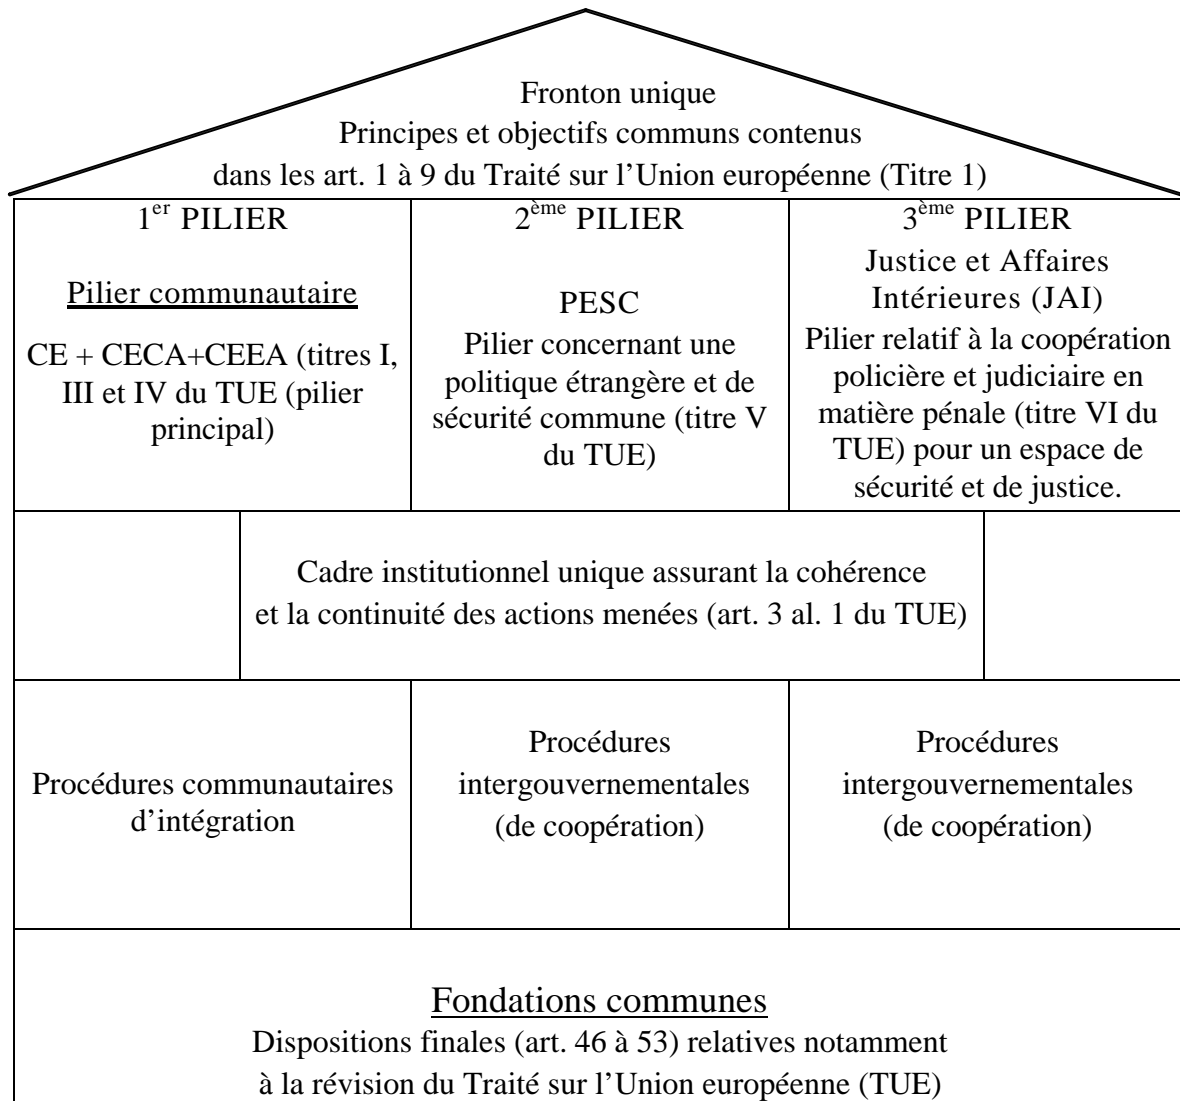 Fronton unique
Principes et objectifs communs contenus
dans les art. 1 à 9 du Traité sur l’Union européenne (Titre 1)
1er PILIER
Pilier communautaire
CE + CECA+CEEA (titres I,
III et IV du TUE (pilier
principal)
2ème PILIER
PESC
Pilier concernant une
politique étrangère et de
sécurité commune (titre V
du TUE)
3ème PILIER
Justice et Affaires
Intérieures (JAI)
Pilier relatif à la coopération
policière et judiciaire en
matière pénale (titre VI du
TUE) pour un espace de
sécurité et de justice.
Cadre institutionnel unique assurant la cohérence
et la continuité des actions menées (art. 3 al. 1 du TUE)
Procédures communautaires
d’intégration
Procédures
intergouvernementales
(de coopération)
Procédures
intergouvernementales
(de coopération)
Fondations communes
Dispositions finales (art. 46 à 53) relatives notamment
à la révision du Traité sur l’Union européenne (TUE)